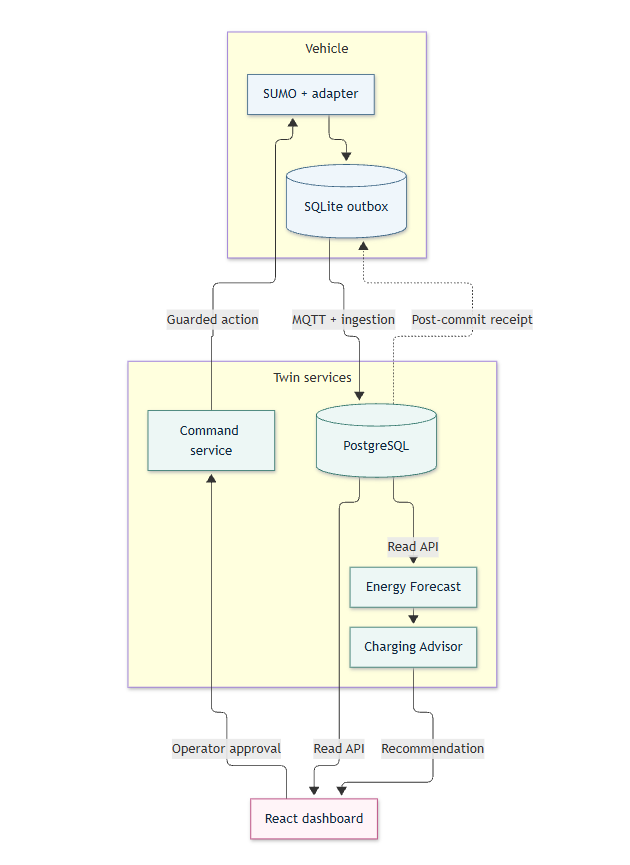 Vehicle
SUMO + adapter
SQLite outbox
Guarded action
MQTT + ingestion
Post-commit receipt
Twin services
Command
service
PostgreSQL
Read API
Energy Forecast
Charging Advisor
Operator approval
Read API
Recommendation
React dashboard